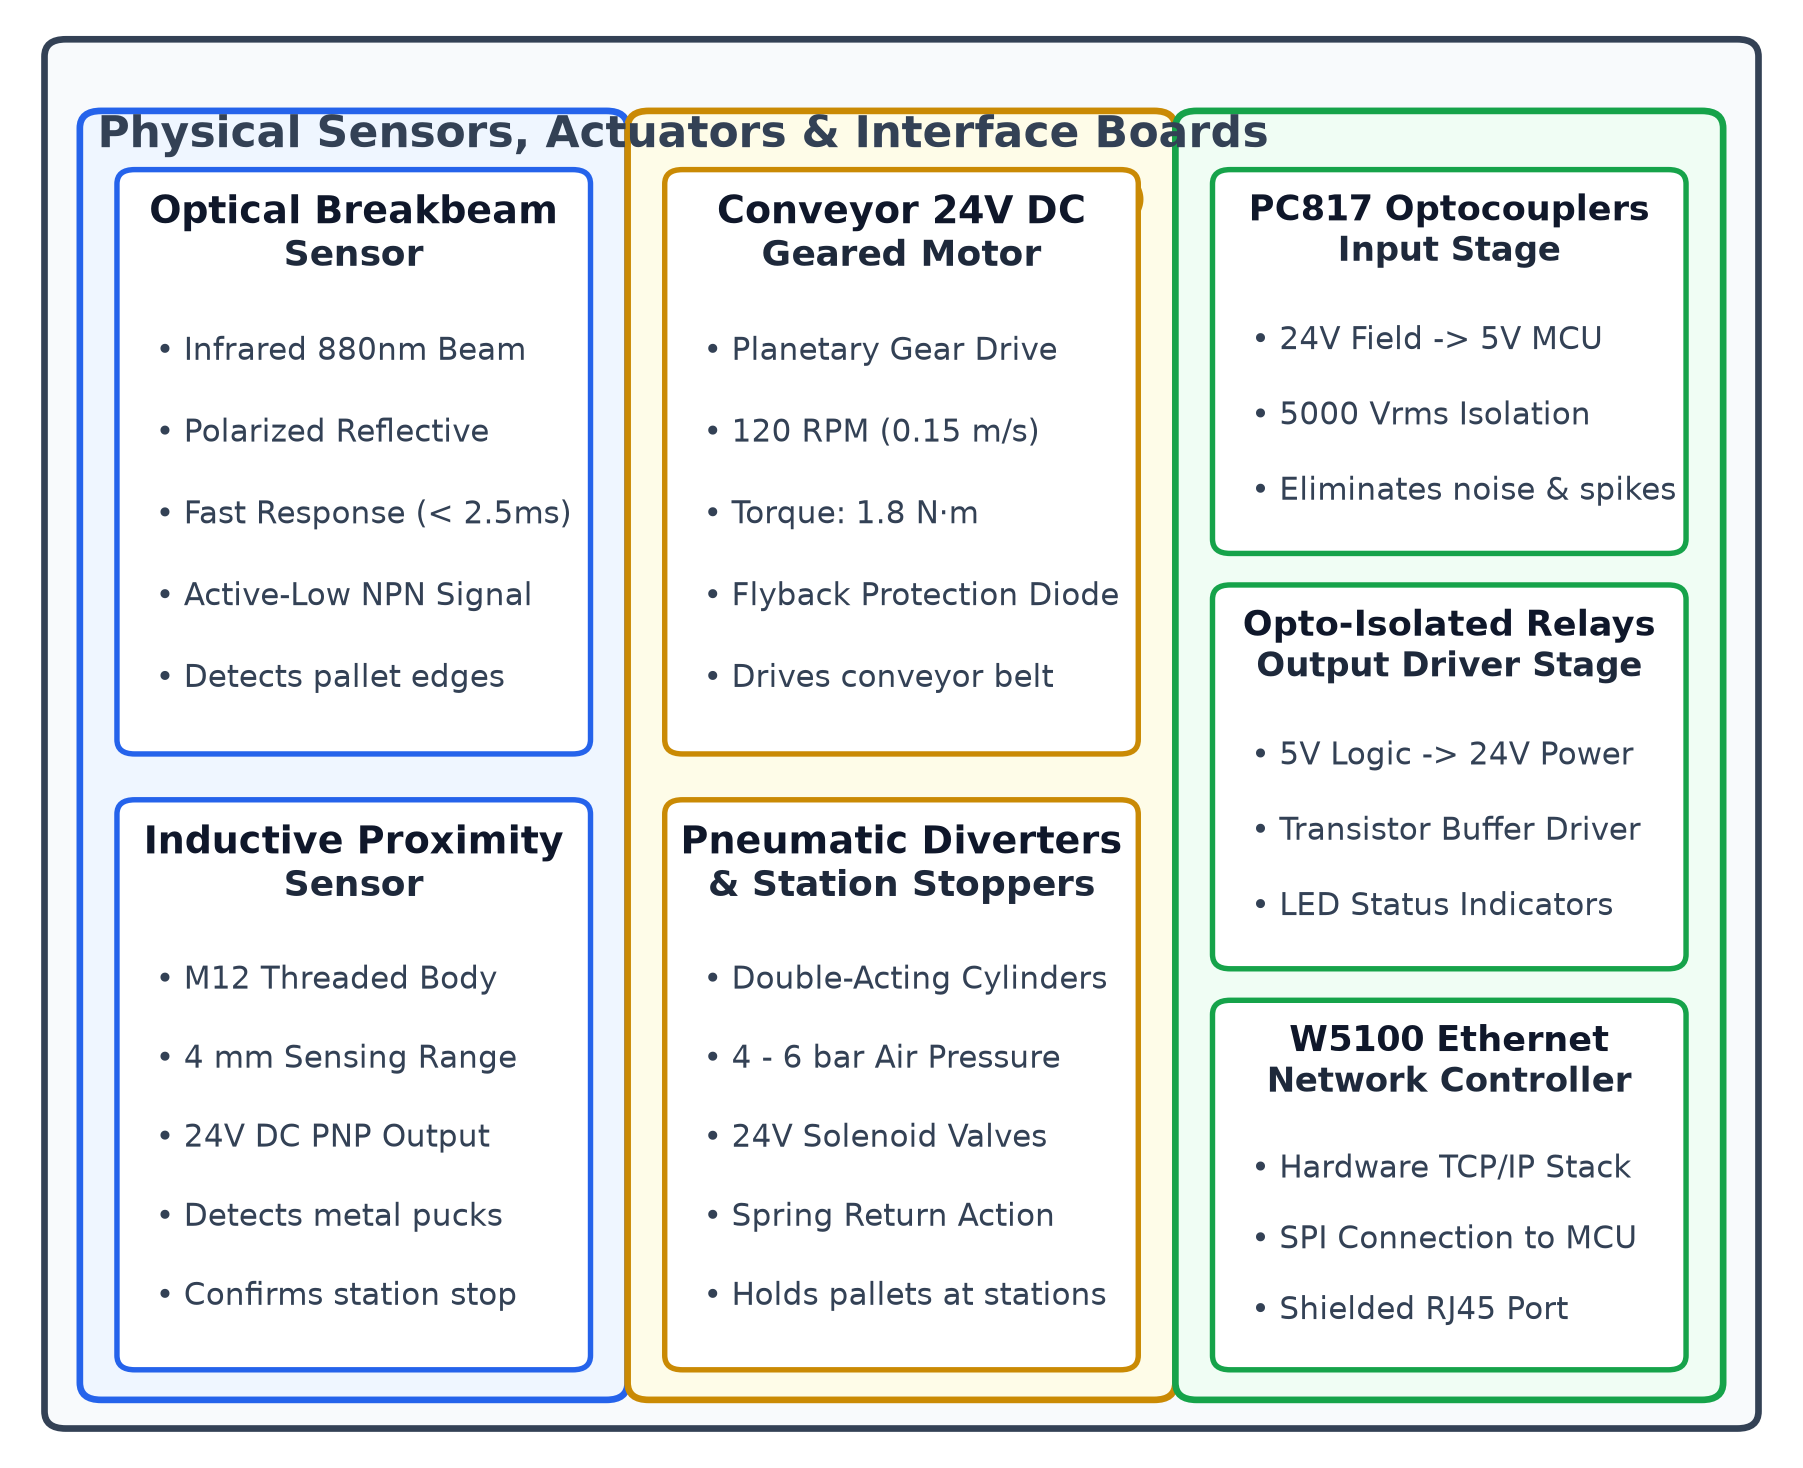 Physical Sensors, Actuators & Interface Boards
Optical Breakbeam
Sensor
• Infrared 880nm Beam
• Polarized Reflective
• Fast Response (< 2.5ms)
• Active-Low NPN Signal
• Detects pallet edges
Inductive Proximity
Sensor
• M12 Threaded Body
• 4 mm Sensing Range
• 24V DC PNP Output
• Detects metal pucks
• Confirms station stop
Conveyor 24V DC
Geared Motor
• Planetary Gear Drive
• 120 RPM (0.15 m/s)
• Torque: 1.8 N·m
• Flyback Protection Diode
• Drives conveyor belt
Pneumatic Diverters
& Station Stoppers
• Double-Acting Cylinders
• 4 - 6 bar Air Pressure
• 24V Solenoid Valves
• Spring Return Action
• Holds pallets at stations
PC817 Optocouplers
Input Stage
• 24V Field -> 5V MCU
• 5000 Vrms Isolation
• Eliminates noise & spikes
Opto-Isolated Relays
Output Driver Stage
• 5V Logic -> 24V Power
• Transistor Buffer Driver
• LED Status Indicators
W5100 Ethernet
Network Controller
• Hardware TCP/IP Stack
• SPI Connection to MCU
• Shielded RJ45 Port